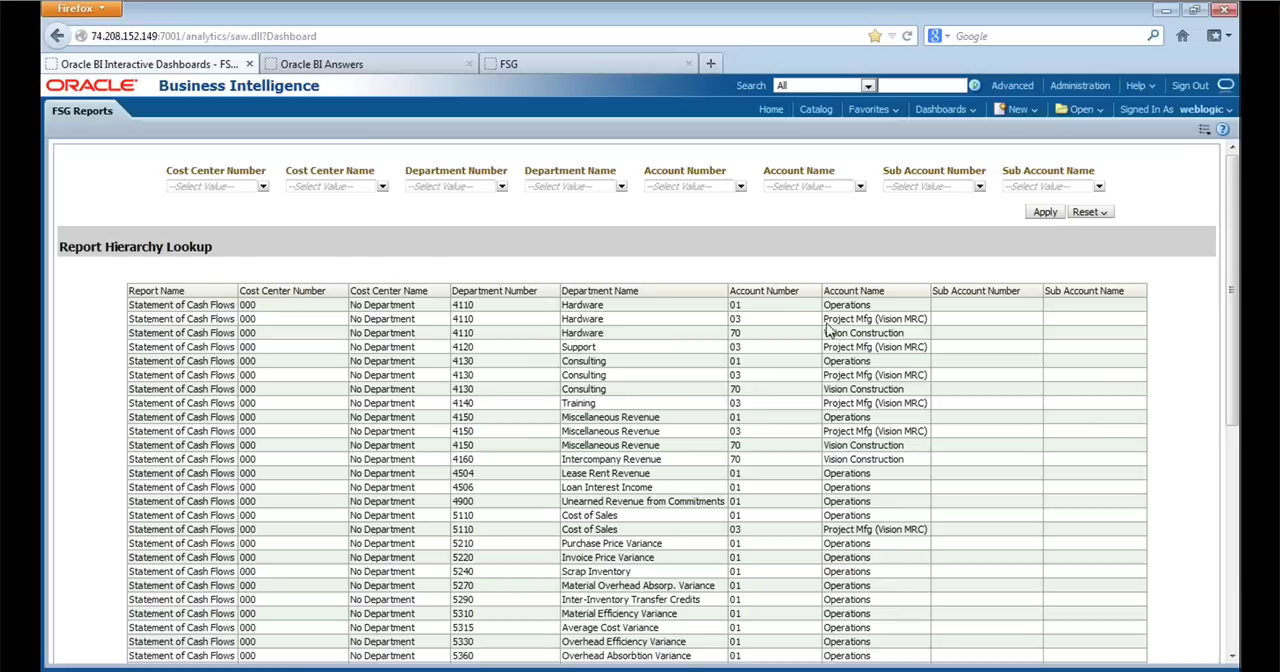 Firefox
74.208.152.149:7001/analytics/saw.dll?Dashboard
Google
Oracle BI Interactive Dashboards - FS...
Oracle BI Answers
FSG
ORACLE Business Intelligence
Search All Advanced Administration Help Sign Out
FSG Reports
Home Catalog Favorites Dashboards New Open Signed In As weblogic
Cost Center Number Cost Center Name Department Number Department Name Account Number Account Name Sub Account Number Sub Account Name
--Select Value-- --Select Value-- --Select Value-- --Select Value-- --Select Value-- --Select Value-- --Select Value-- --Select Value--
Apply Reset
Report Hierarchy Lookup
Report Name Cost Center Number Cost Center Name Department Number Department Name Account Number Account Name Sub Account Number Sub Account Name
Statement of Cash Flows 000 No Department 4110 Hardware 01 Operations
Statement of Cash Flows 000 No Department 4110 Hardware 03 Project Mfg (Vision MRC)
Statement of Cash Flows 000 No Department 4110 Hardware 70 Vision Construction
Statement of Cash Flows 000 No Department 4120 Support 03 Project Mfg (Vision MRC)
Statement of Cash Flows 000 No Department 4130 Consulting 01 Operations
Statement of Cash Flows 000 No Department 4130 Consulting 03 Project Mfg (Vision MRC)
Statement of Cash Flows 000 No Department 4130 Consulting 70 Vision Construction
Statement of Cash Flows 000 No Department 4140 Training 03 Project Mfg (Vision MRC)
Statement of Cash Flows 000 No Department 4150 Miscellaneous Revenue 01 Operations
Statement of Cash Flows 000 No Department 4150 Miscellaneous Revenue 03 Project Mfg (Vision MRC)
Statement of Cash Flows 000 No Department 4150 Miscellaneous Revenue 70 Vision Construction
Statement of Cash Flows 000 No Department 4160 Intercompany Revenue 70 Vision Construction
Statement of Cash Flows 000 No Department 4504 Lease Rent Revenue 01 Operations
Statement of Cash Flows 000 No Department 4506 Loan Interest Income 01 Operations
Statement of Cash Flows 000 No Department 4900 Unearned Revenue from Commitments 01 Operations
Statement of Cash Flows 000 No Department 5110 Cost of Sales 01 Operations
Statement of Cash Flows 000 No Department 5110 Cost of Sales 03 Project Mfg (Vision MRC)
Statement of Cash Flows 000 No Department 5210 Purchase Price Variance 01 Operations
Statement of Cash Flows 000 No Department 5220 Invoice Price Variance 01 Operations
Statement of Cash Flows 000 No Department 5240 Scrap Inventory 01 Operations
Statement of Cash Flows 000 No Department 5270 Material Overhead Absorp. Variance 01 Operations
Statement of Cash Flows 000 No Department 5290 Inter-Inventory Transfer Credits 01 Operations
Statement of Cash Flows 000 No Department 5310 Material Efficiency Variance 01 Operations
Statement of Cash Flows 000 No Department 5315 Average Cost Variance 01 Operations
Statement of Cash Flows 000 No Department 5330 Overhead Efficiency Variance 01 Operations
Statement of Cash Flows 000 No Department 5360 Overhead Absorbtion Variance 01 Operations